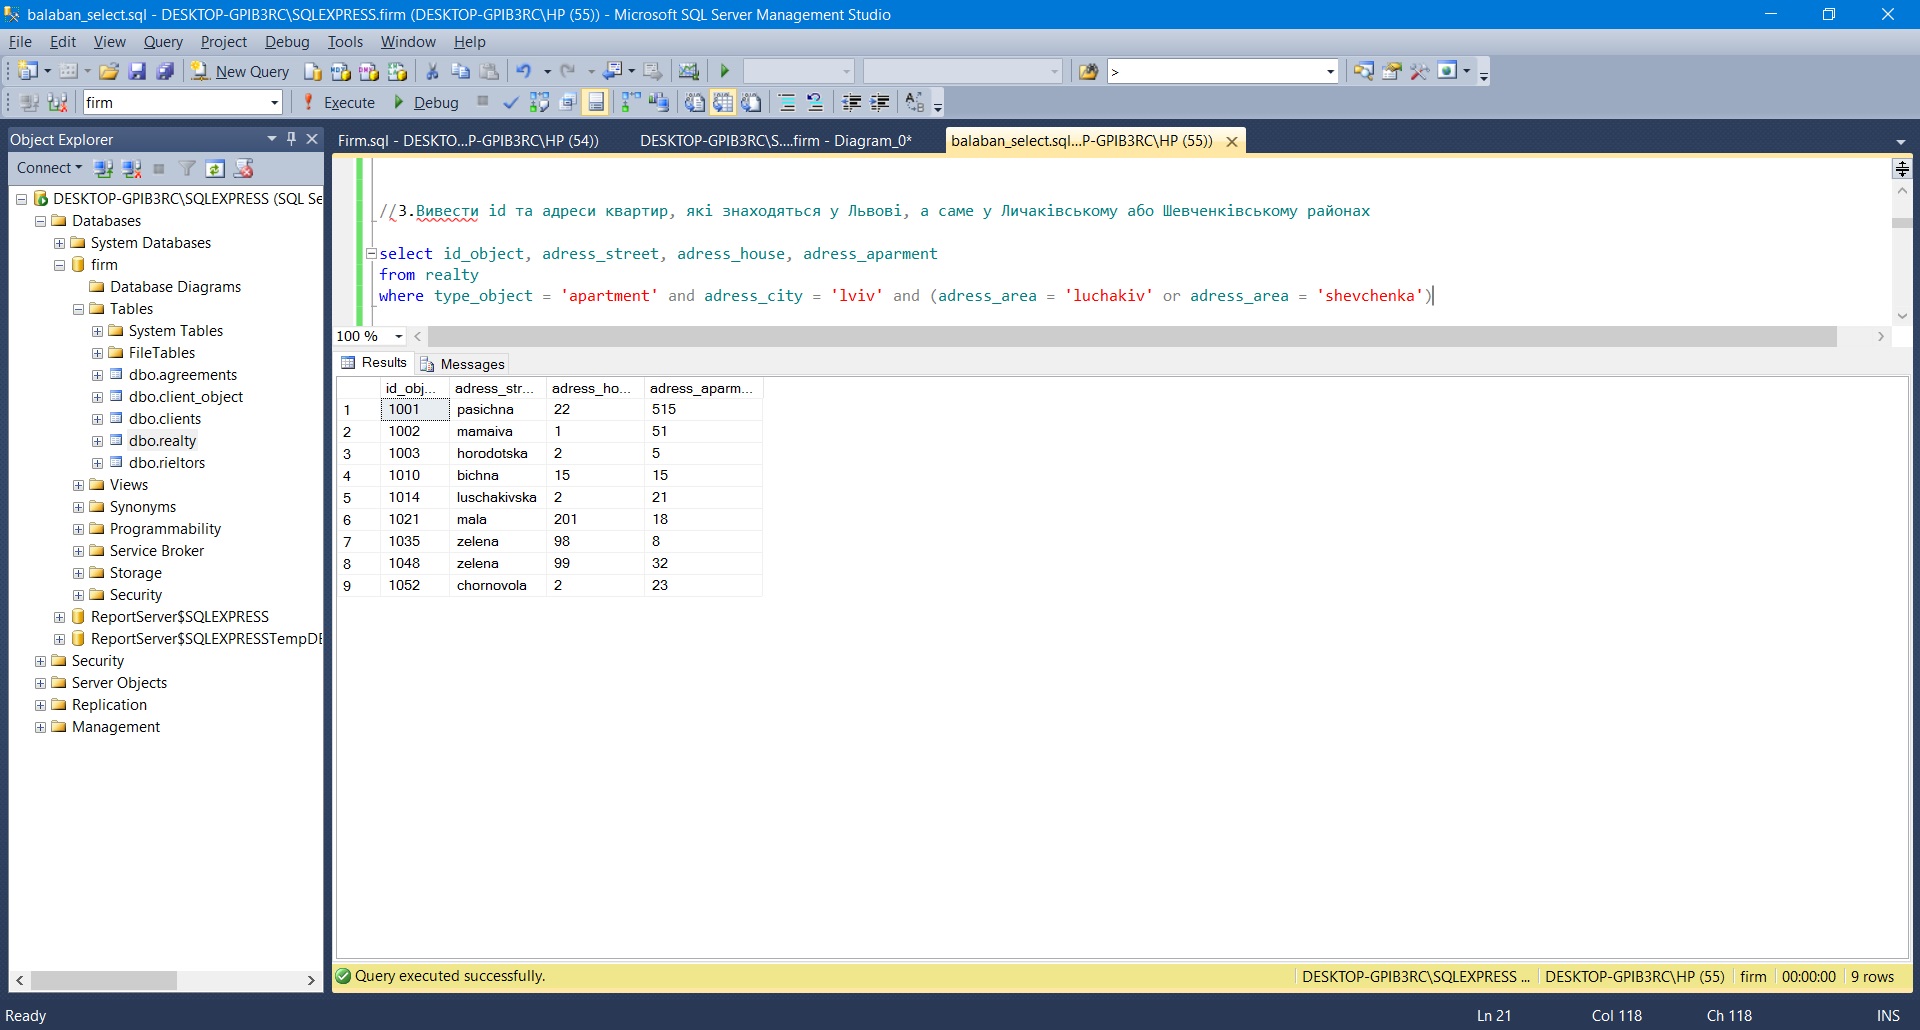 balaban_select.sql - DESKTOP-GPIB3RC\SQLEXPRESS.firm (DESKTOP-GPIB3RC\HP (55)) - Microsoft SQL Server Management Studio
File Edit View Query Project Debug Tools Window Help
New Query >
firm Execute Debug
Object Explorer
Firm.sql - DESKTO...P-GPIB3RC\HP (54)) DESKTOP-GPIB3RC\S....firm - Diagram_0* balaban_select.sql...P-GPIB3RC\HP (55))
Connect
DESKTOP-GPIB3RC\SQLEXPRESS (SQL Se
Databases
System Databases
firm
Database Diagrams
Tables
System Tables
FileTables
dbo.agreements
dbo.client_object
dbo.clients
dbo.realty
dbo.rieltors
Views
Synonyms
Programmability
Service Broker
Storage
Security
ReportServer$SQLEXPRESS
ReportServer$SQLEXPRESSTempDB
Security
Server Objects
Replication
Management
//3.Вивести id та адреси квартир, які знаходяться у Львові, а саме у Личаківському або Шевченківському районах
select id_object, adress_street, adress_house, adress_aparment
from realty
where type_object = 'apartment' and adress_city = 'lviv' and (adress_area = 'luchakiv' or adress_area = 'shevchenka')
100 %
Results Messages
id_obj... adress_str... adress_ho... adress_aparm...
1 1001 pasichna 22 515
2 1002 mamaiva 1 51
3 1003 horodotska 2 5
4 1010 bichna 15 15
5 1014 luschakivska 2 21
6 1021 mala 201 18
7 1035 zelena 98 8
8 1048 zelena 99 32
9 1052 chornovola 2 23
Query executed successfully. DESKTOP-GPIB3RC\SQLEXPRESS ... DESKTOP-GPIB3RC\HP (55) firm 00:00:00 9 rows
Ready Ln 21 Col 118 Ch 118 INS